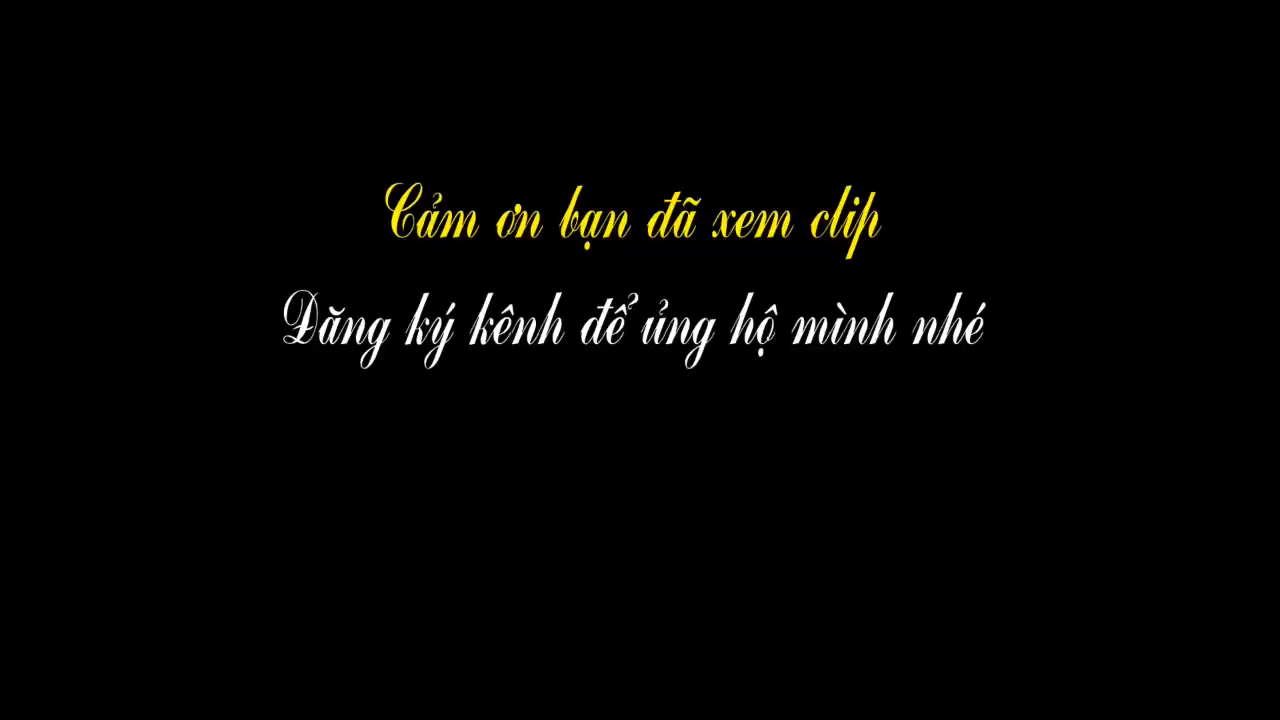 Cảm ơn bạn đã xem clip
Đăng ký kênh để ủng hộ mình nhé